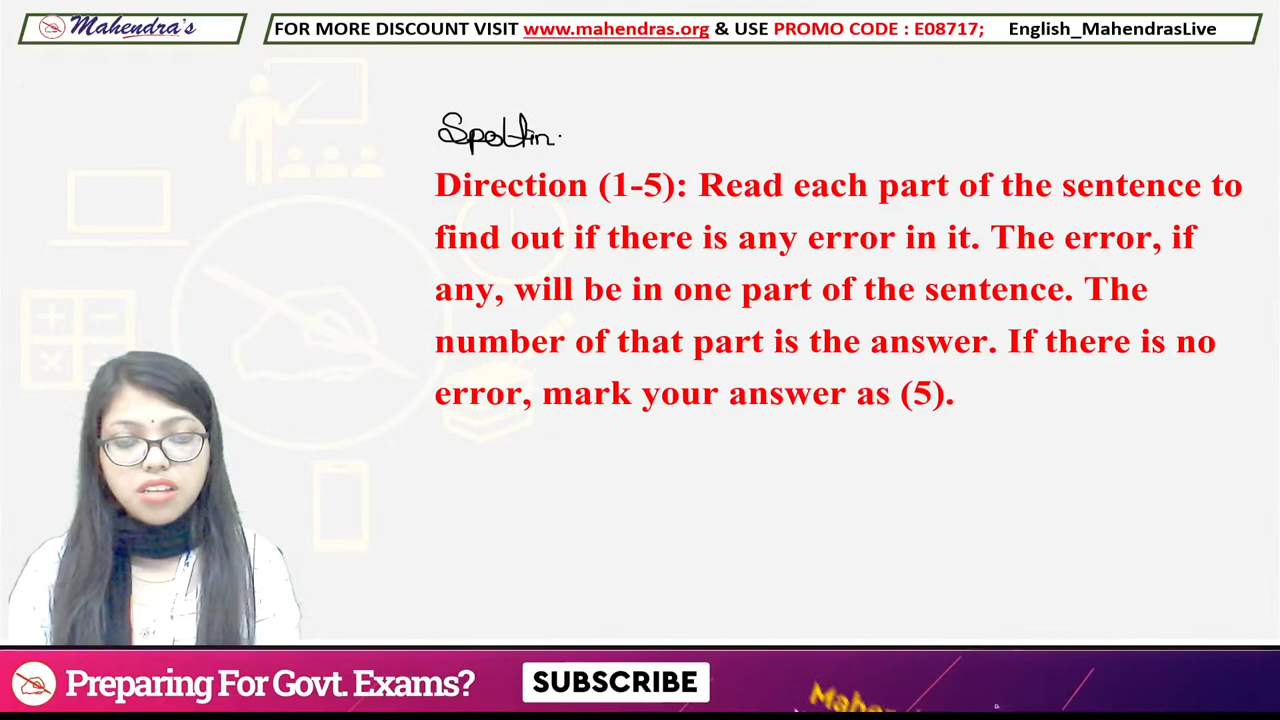 Mahendra's
FOR MORE DISCOUNT VISIT www.mahendras.org & USE PROMO CODE : E08717; English_MahendrasLive
Spottin
Direction (1-5): Read each part of the sentence to
find out if there is any error in it. The error, if
any, will be in one part of the sentence. The
number of that part is the answer. If there is no
error, mark your answer as (5).
Preparing For Govt. Exams?
SUBSCRIBE